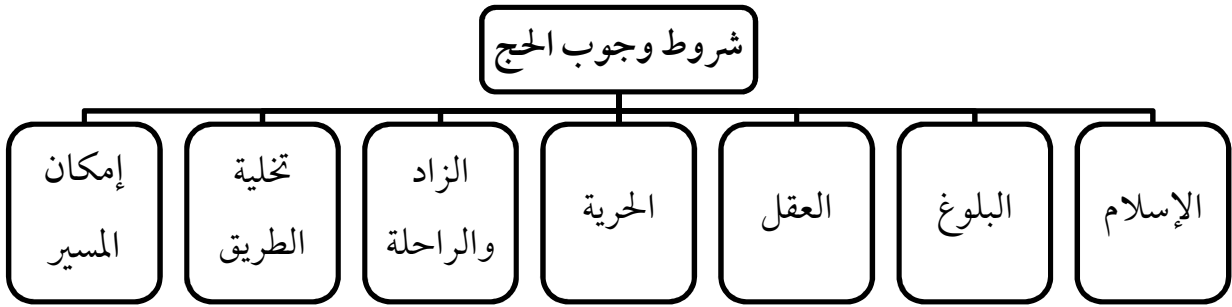 شروط وجوب الحج
الإسلام
البلوغ
العقل
الحرية
الزاد
والراحلة
تخلية
الطريق
إمكان
المسير